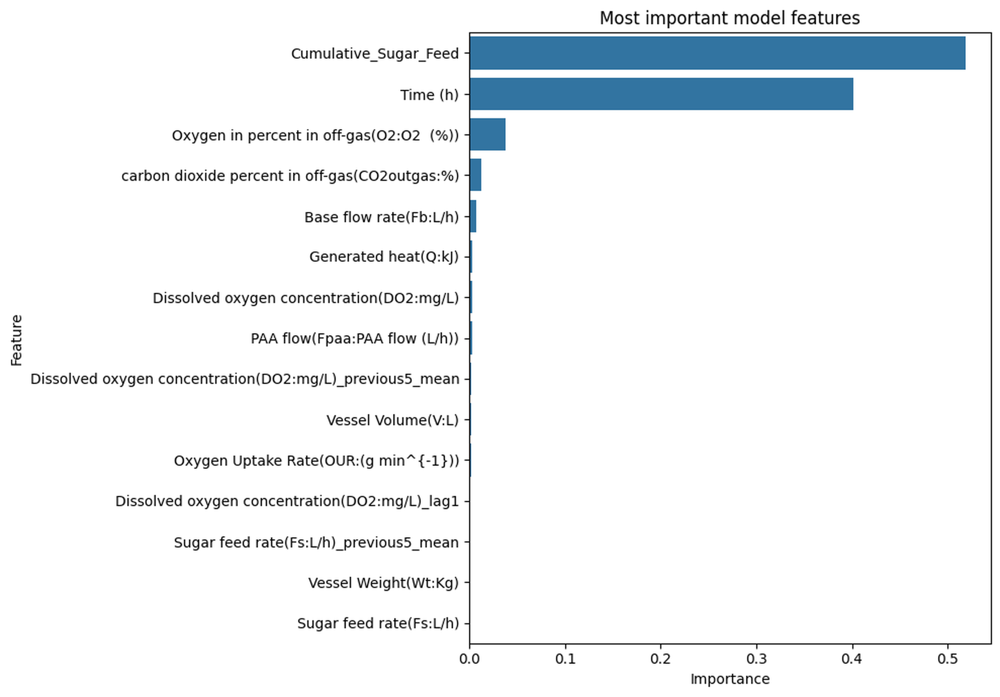 Most important model features
Cumulative_Sugar_Feed
Time (h)
Oxygen in percent in off-gas(O2:O2  (%))
carbon dioxide percent in off-gas(CO2outgas:%)
Base flow rate(Fb:L/h)
Generated heat(Q:kJ)
Dissolved oxygen concentration(DO2:mg/L)
PAA flow(Fpaa:PAA flow (L/h))
Dissolved oxygen concentration(DO2:mg/L)_previous5_mean
Vessel Volume(V:L)
Oxygen Uptake Rate(OUR:(g min^{-1}))
Dissolved oxygen concentration(DO2:mg/L)_lag1
Sugar feed rate(Fs:L/h)_previous5_mean
Vessel Weight(Wt:Kg)
Sugar feed rate(Fs:L/h)
Feature
0.0 0.1 0.2 0.3 0.4 0.5
Importance